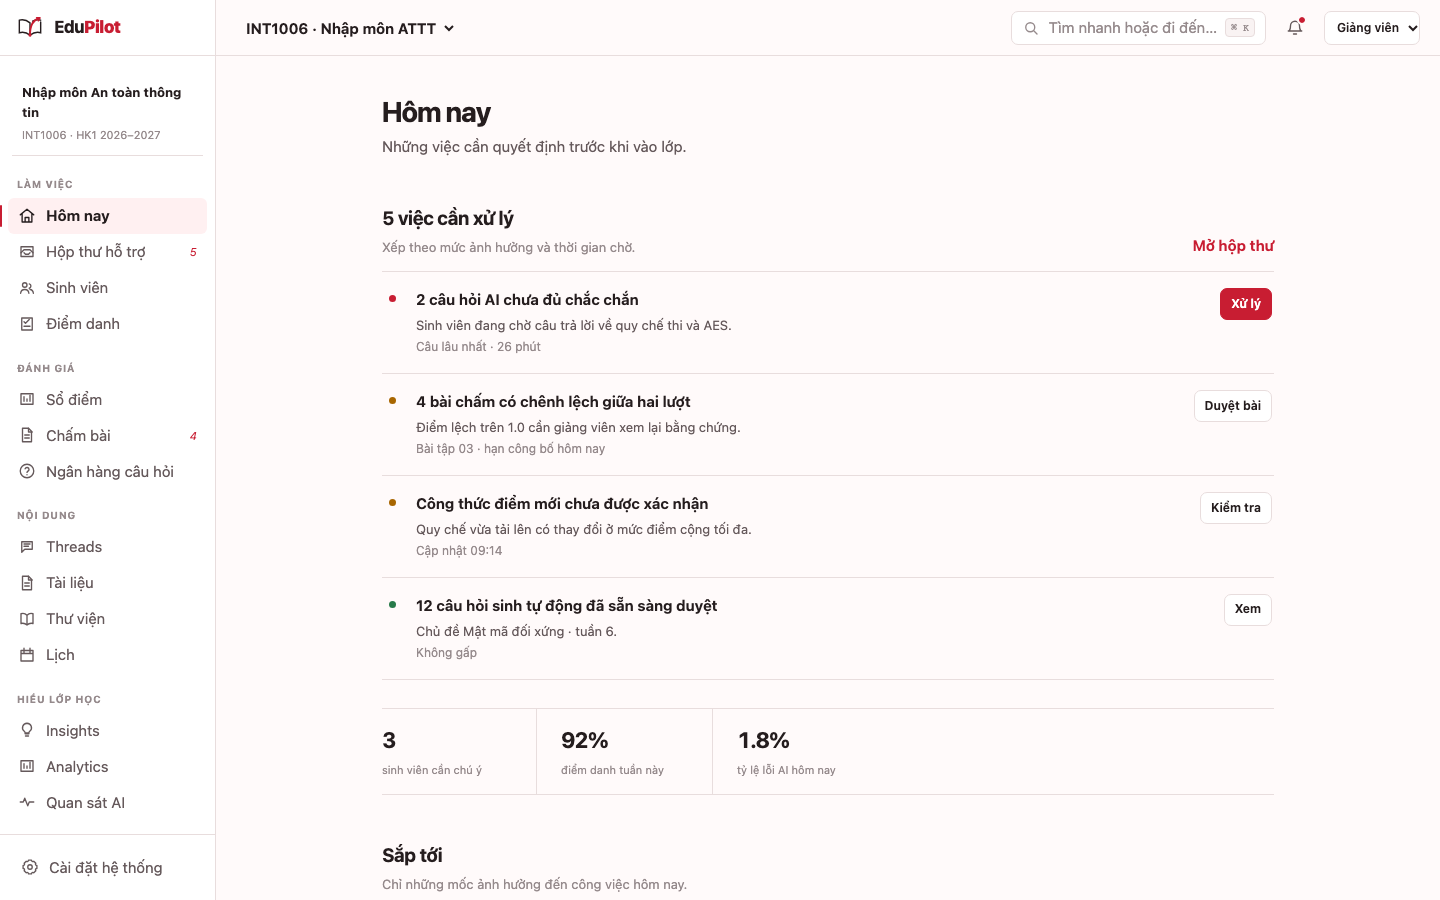 EduPilot
INT1006 · Nhập môn ATTT
Tìm nhanh hoặc đi đến...
⌘ K
Giảng viên
Nhập môn An toàn thông
tin
INT1006 · HK1 2026–2027
LÀM VIỆC
Hôm nay
Hộp thư hỗ trợ 5
Sinh viên
Điểm danh
ĐÁNH GIÁ
Sổ điểm
Chấm bài 4
Ngân hàng câu hỏi
NỘI DUNG
Threads
Tài liệu
Thư viện
Lịch
HIỂU LỚP HỌC
Insights
Analytics
Quan sát AI
Cài đặt hệ thống
Hôm nay
Những việc cần quyết định trước khi vào lớp.
5 việc cần xử lý
Xếp theo mức ảnh hưởng và thời gian chờ.
Mở hộp thư
2 câu hỏi AI chưa đủ chắc chắn
Sinh viên đang chờ câu trả lời về quy chế thi và AES.
Câu lâu nhất · 26 phút
Xử lý
4 bài chấm có chênh lệch giữa hai lượt
Điểm lệch trên 1.0 cần giảng viên xem lại bằng chứng.
Bài tập 03 · hạn công bố hôm nay
Duyệt bài
Công thức điểm mới chưa được xác nhận
Quy chế vừa tải lên có thay đổi ở mức điểm cộng tối đa.
Cập nhật 09:14
Kiểm tra
12 câu hỏi sinh tự động đã sẵn sàng duyệt
Chủ đề Mật mã đối xứng · tuần 6.
Không gấp
Xem
3
sinh viên cần chú ý
92%
điểm danh tuần này
1.8%
tỷ lệ lỗi AI hôm nay
Sắp tới
Chỉ những mốc ảnh hưởng đến công việc hôm nay.